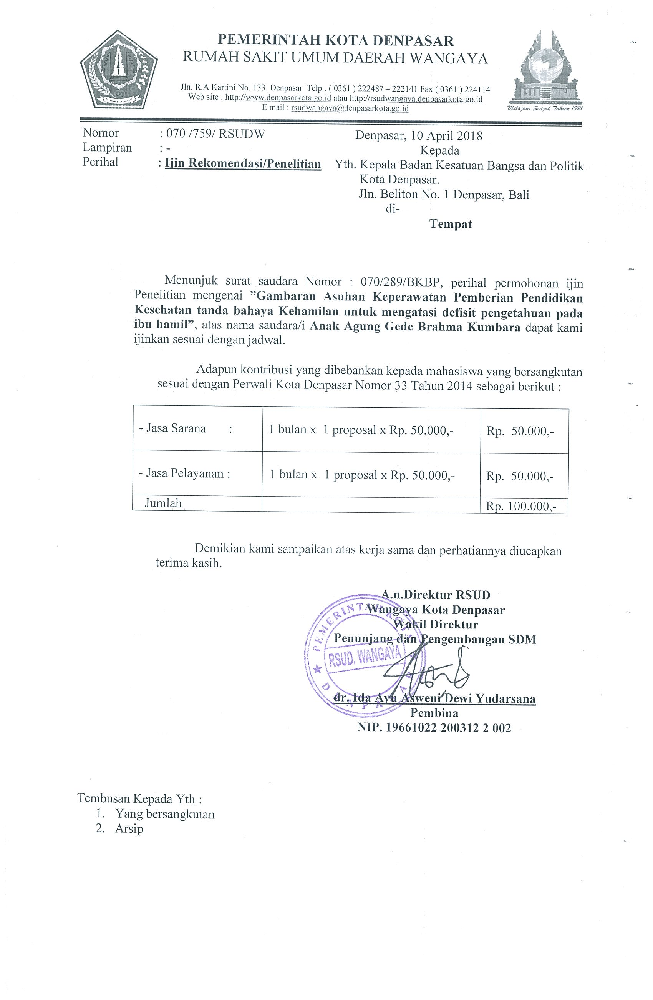 PEMERINTAH KOTA DENPASAR
RUMAH SAKIT UMUM DAERAH WANGAYA
Jln. R.A Kartini No. 133 Denpasar Telp . ( 0361 ) 222487 – 222141 Fax ( 0361 ) 224114
Web site : http://www.denpasarkota.go.id atau http://rsudwangaya.denpasarkota.go.id
E mail : rsudwangaya@denpasarkota.go.id
DENPASAR
Melajani Sedjak Tahoen 1921
Nomor : 070 /759/ RSUDW
Lampiran : -
Perihal : Ijin Rekomendasi/Penelitian
Denpasar, 10 April 2018
Kepada
Yth. Kepala Badan Kesatuan Bangsa dan Politik
Kota Denpasar.
Jln. Beliton No. 1 Denpasar, Bali
di-
Tempat
Menunjuk surat saudara Nomor : 070/289/BKBP, perihal permohonan ijin
Penelitian mengenai ”Gambaran Asuhan Keperawatan Pemberian Pendidikan
Kesehatan tanda bahaya Kehamilan untuk mengatasi defisit pengetahuan pada
ibu hamil”, atas nama saudara/i Anak Agung Gede Brahma Kumbara dapat kami
ijinkan sesuai dengan jadwal.
Adapun kontribusi yang dibebankan kepada mahasiswa yang bersangkutan
sesuai dengan Perwali Kota Denpasar Nomor 33 Tahun 2014 sebagai berikut :
- Jasa Sarana : 1 bulan x 1 proposal x Rp. 50.000,- Rp. 50.000,-
- Jasa Pelayanan : 1 bulan x 1 proposal x Rp. 50.000,- Rp. 50.000,-
Jumlah Rp. 100.000,-
Demikian kami sampaikan atas kerja sama dan perhatiannya diucapkan
terima kasih.
A.n.Direktur RSUD
Wangaya Kota Denpasar
Wakil Direktur
Penunjang dan Pengembangan SDM
PEMERINTAH KOTA
RSUD. WANGAYA
DENPASAR
dr. Ida Ayu Asweni Dewi Yudarsana
Pembina
NIP. 19661022 200312 2 002
Tembusan Kepada Yth :
1. Yang bersangkutan
2. Arsip